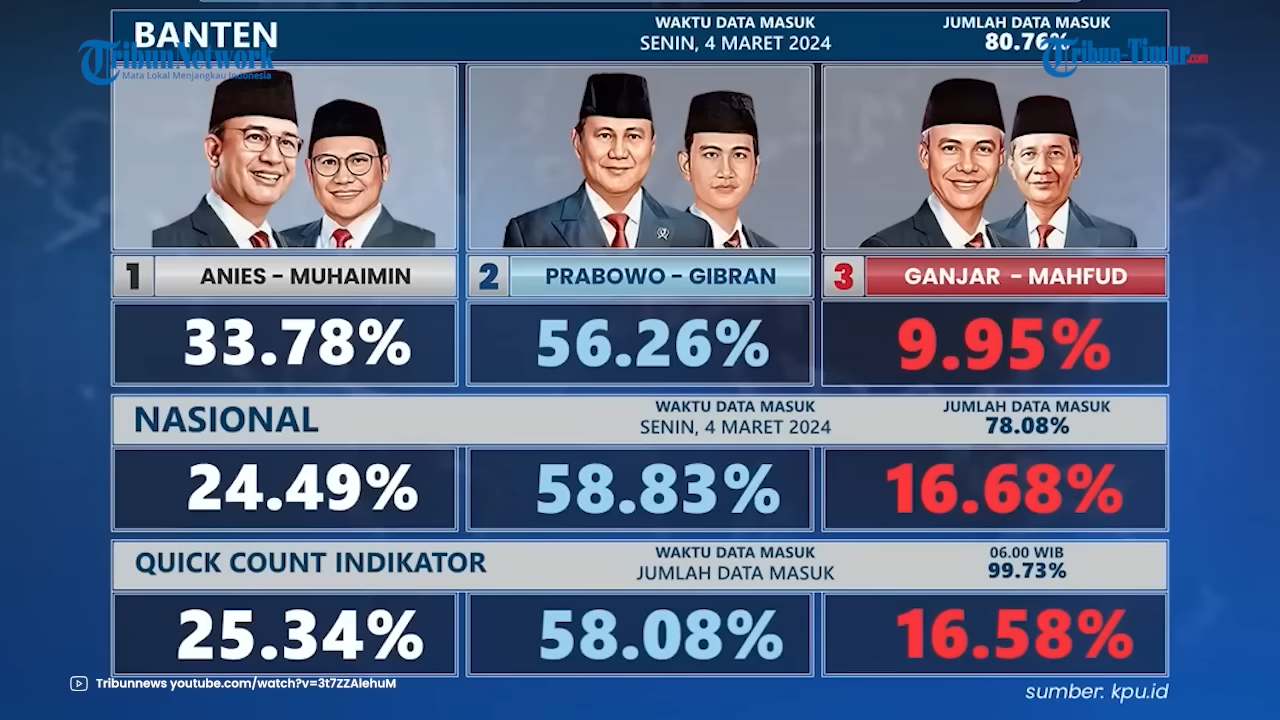 BANTEN
WAKTU DATA MASUK
SENIN, 4 MARET 2024
JUMLAH DATA MASUK
80.76%
TribunNetwork
Mata Lokal Menjangkau Indonesia
Tribun-Timur.com
1 ANIES - MUHAIMIN
2 PRABOWO - GIBRAN
3 GANJAR - MAHFUD
33.78%
56.26%
9.95%
NASIONAL
WAKTU DATA MASUK
SENIN, 4 MARET 2024
JUMLAH DATA MASUK
78.08%
24.49%
58.83%
16.68%
QUICK COUNT INDIKATOR
WAKTU DATA MASUK
JUMLAH DATA MASUK
06.00 WIB
99.73%
25.34%
58.08%
16.58%
Tribunnews youtube.com/watch?v=3t7ZZAlehuM
sumber: kpu.id